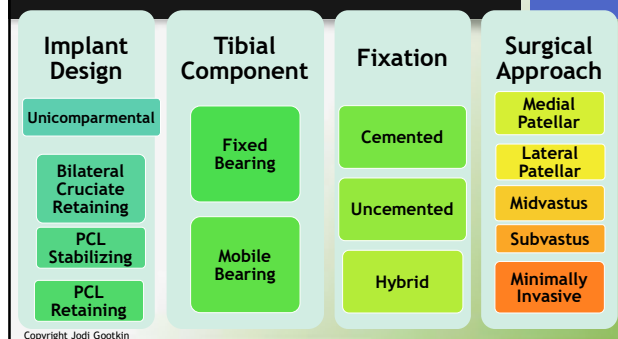 Implant
Design
Unicomparmental
Bilateral
Cruciate
Retaining
PCL
Stabilizing
PCL
Retaining
Tibial
Component
Fixed
Bearing
Mobile
Bearing
Fixation
Cemented
Uncemented
Hybrid
Surgical
Approach
Medial
Patellar
Lateral
Patellar
Midvastus
Subvastus
Minimally
Invasive
Copyright Jodi Gootkin